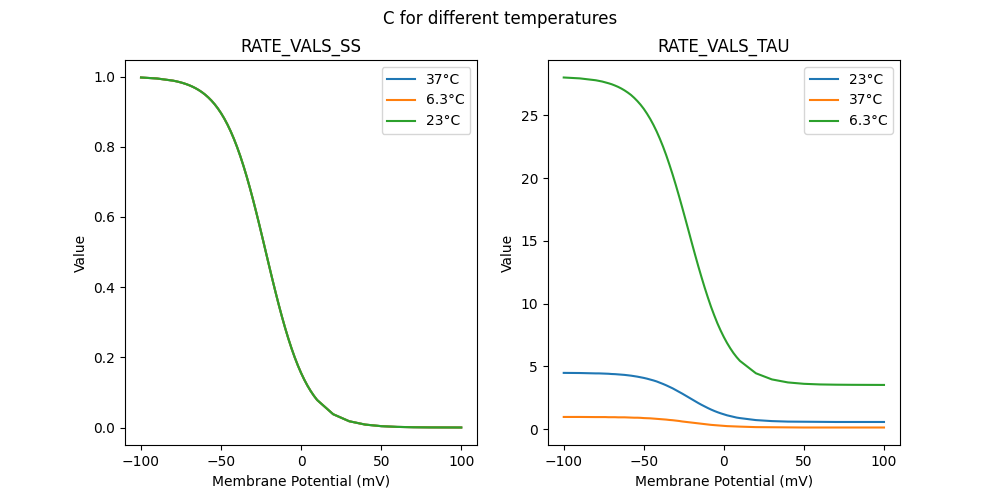 C for different temperatures
RATE_VALS_SS
RATE_VALS_TAU
37°C
6.3°C
23°C
23°C
37°C
6.3°C
1.0
0.8
0.6
0.4
0.2
0.0
Value
−100
−50
0
50
100
Membrane Potential (mV)
25
20
15
10
5
0
Value
−100
−50
0
50
100
Membrane Potential (mV)